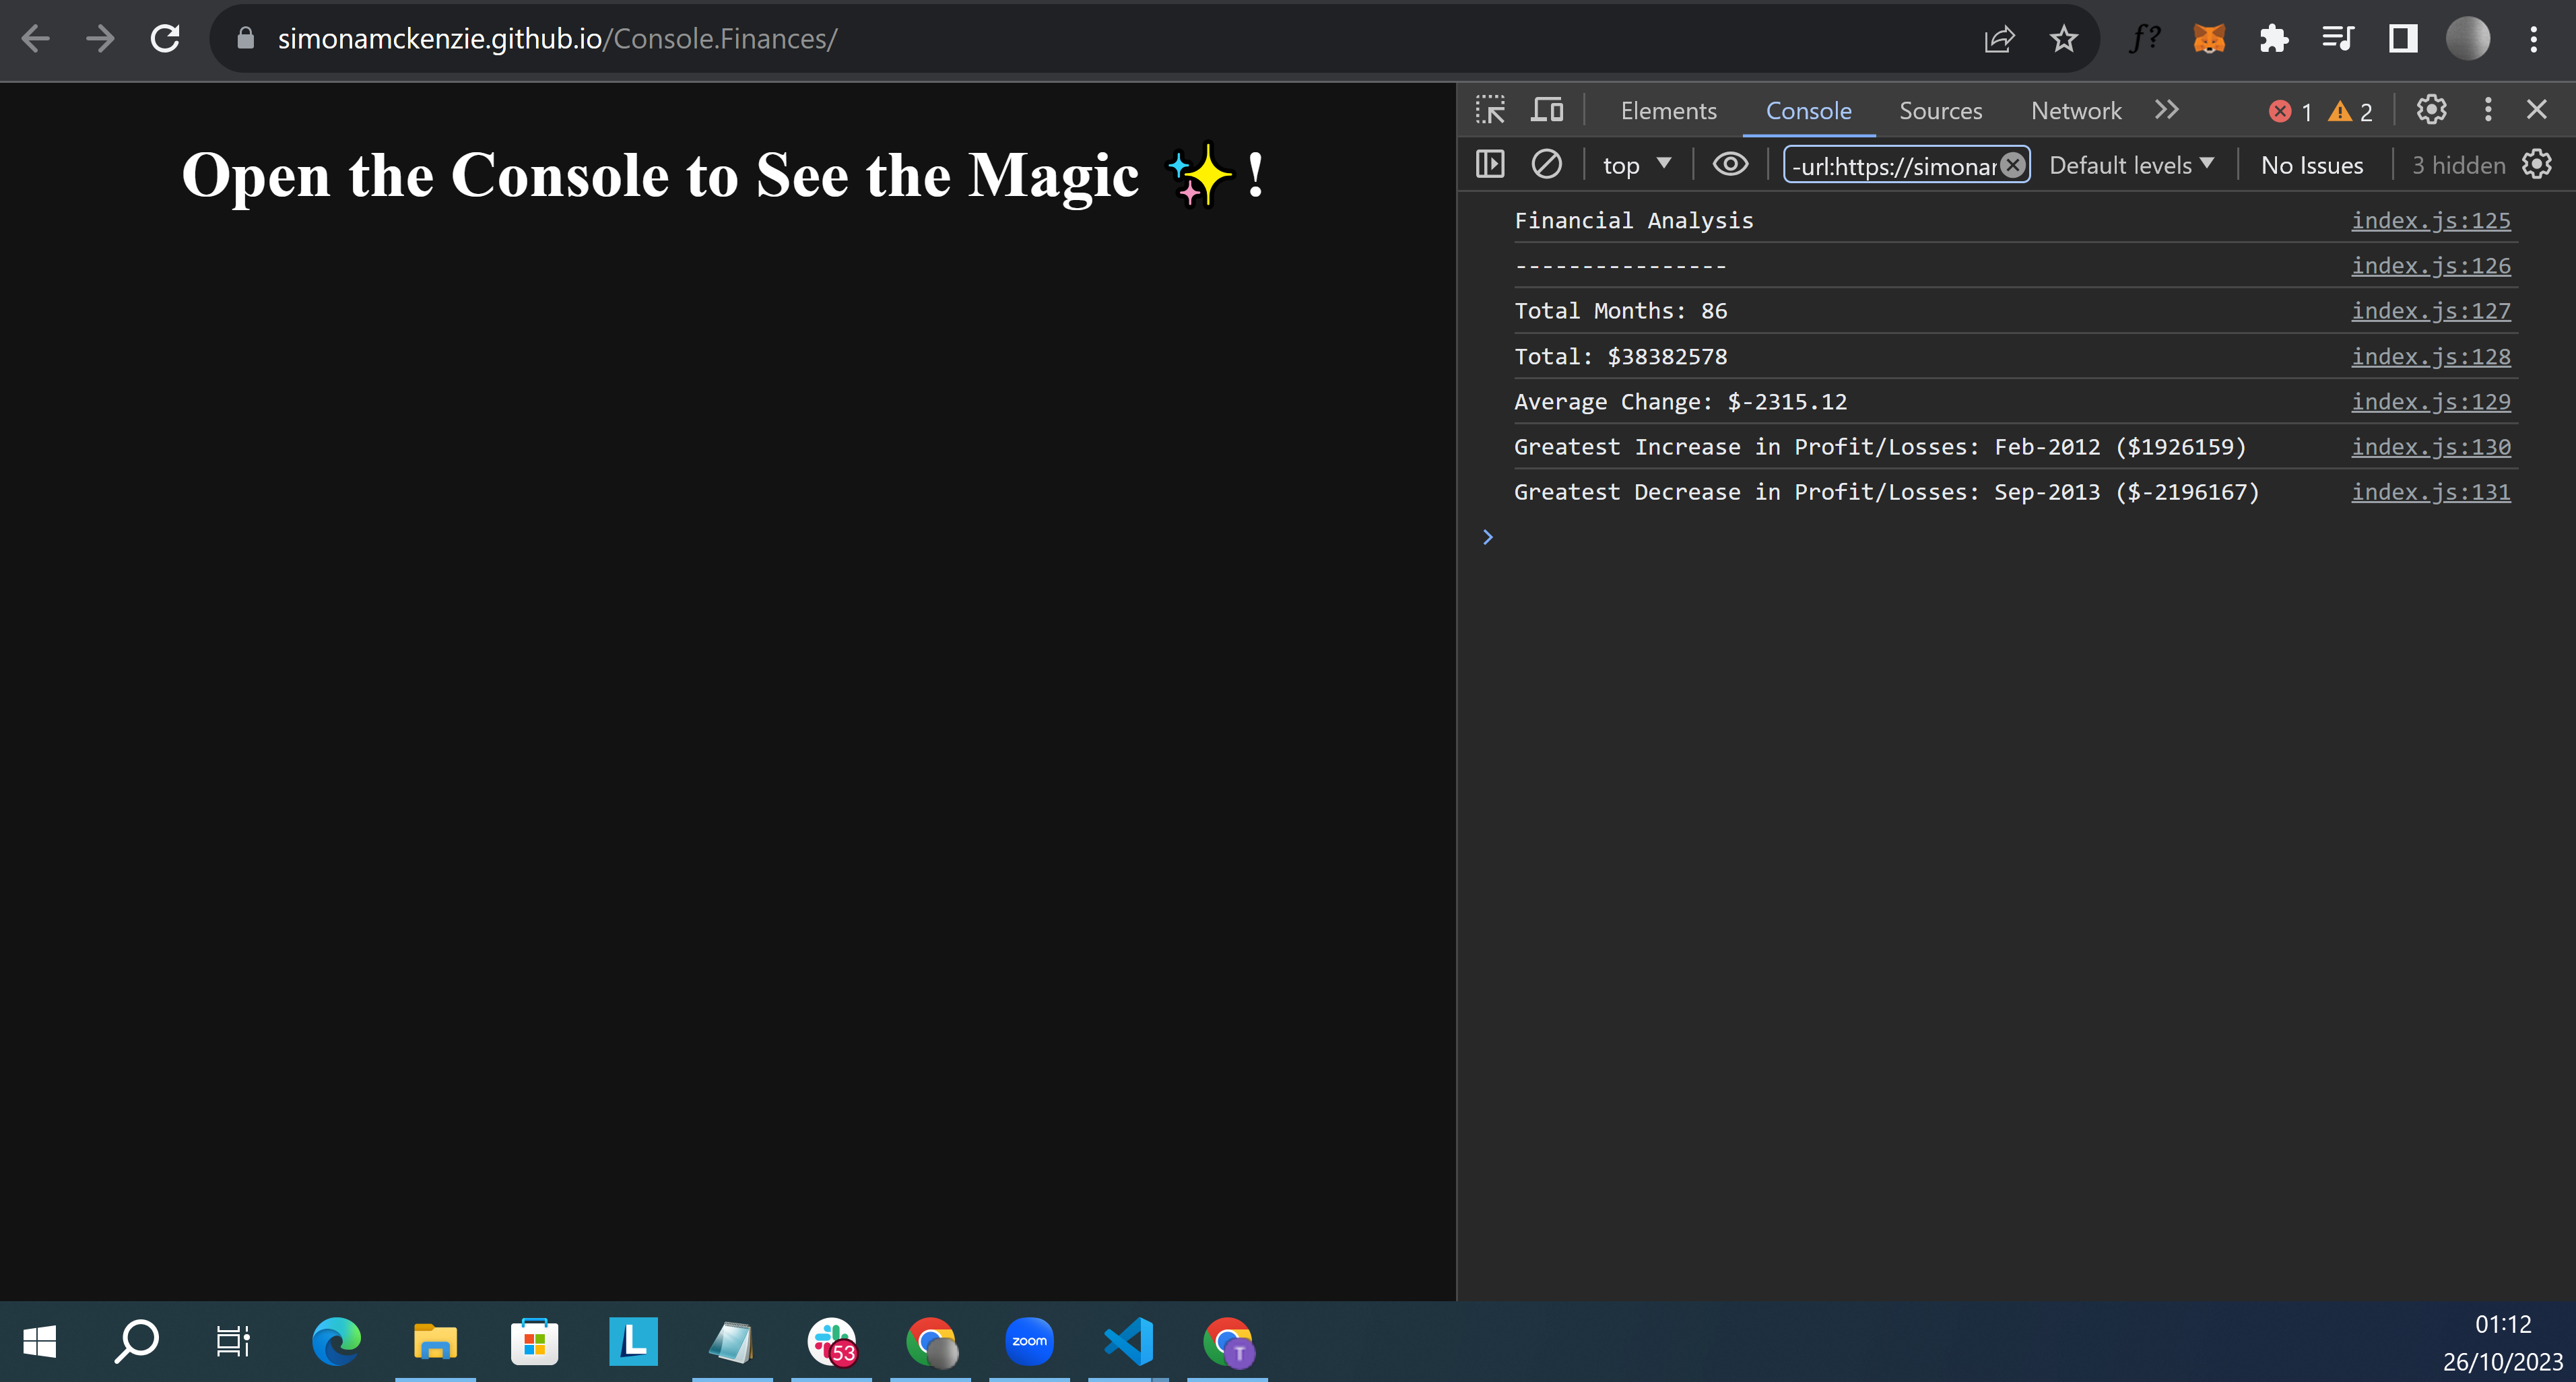 simonamckenzie.github.io/Console.Finances/
f?
Elements Console Sources Network 1 2
top -url:https://simonar Default levels No Issues 3 hidden
Open the Console to See the Magic ✨!
Financial Analysis index.js:125
---------------- index.js:126
Total Months: 86 index.js:127
Total: $38382578 index.js:128
Average Change: $-2315.12 index.js:129
Greatest Increase in Profit/Losses: Feb-2012 ($1926159) index.js:130
Greatest Decrease in Profit/Losses: Sep-2013 ($-2196167) index.js:131
>
L 53 zoom T
01:12
26/10/2023